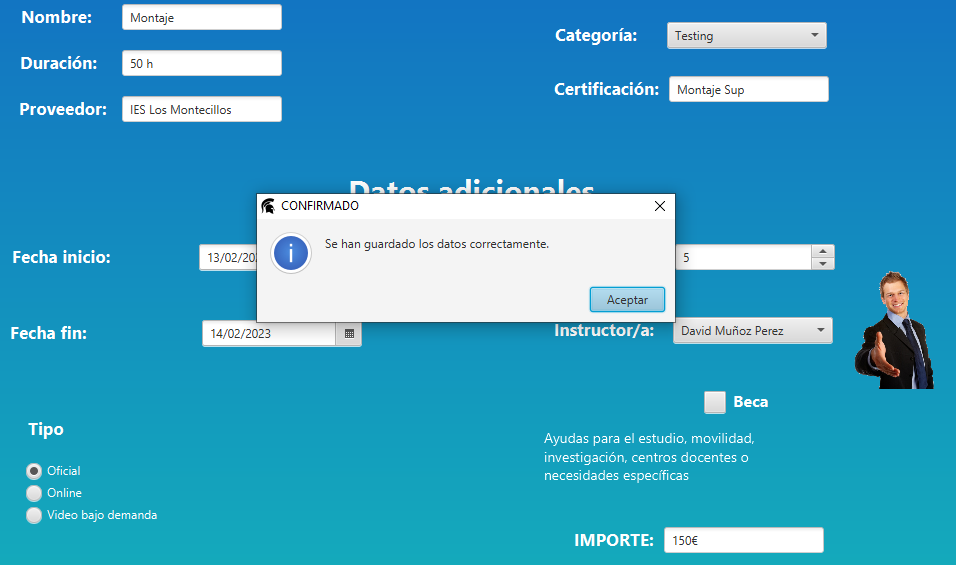 Nombre:
Montaje
Categoría:
Testing
Duración:
50 h
Certificación:
Montaje Sup
Proveedor:
IES Los Montecillos
Datos adicionales
CONFIRMADO
Se han guardado los datos correctamente.
Aceptar
Fecha inicio:
13/02/202
5
Fecha fin:
14/02/2023
Instructor/a:
David Muñoz Perez
Beca
Ayudas para el estudio, movilidad,
investigación, centros docentes o
necesidades específicas
Tipo
Oficial
Online
Video bajo demanda
IMPORTE:
150€